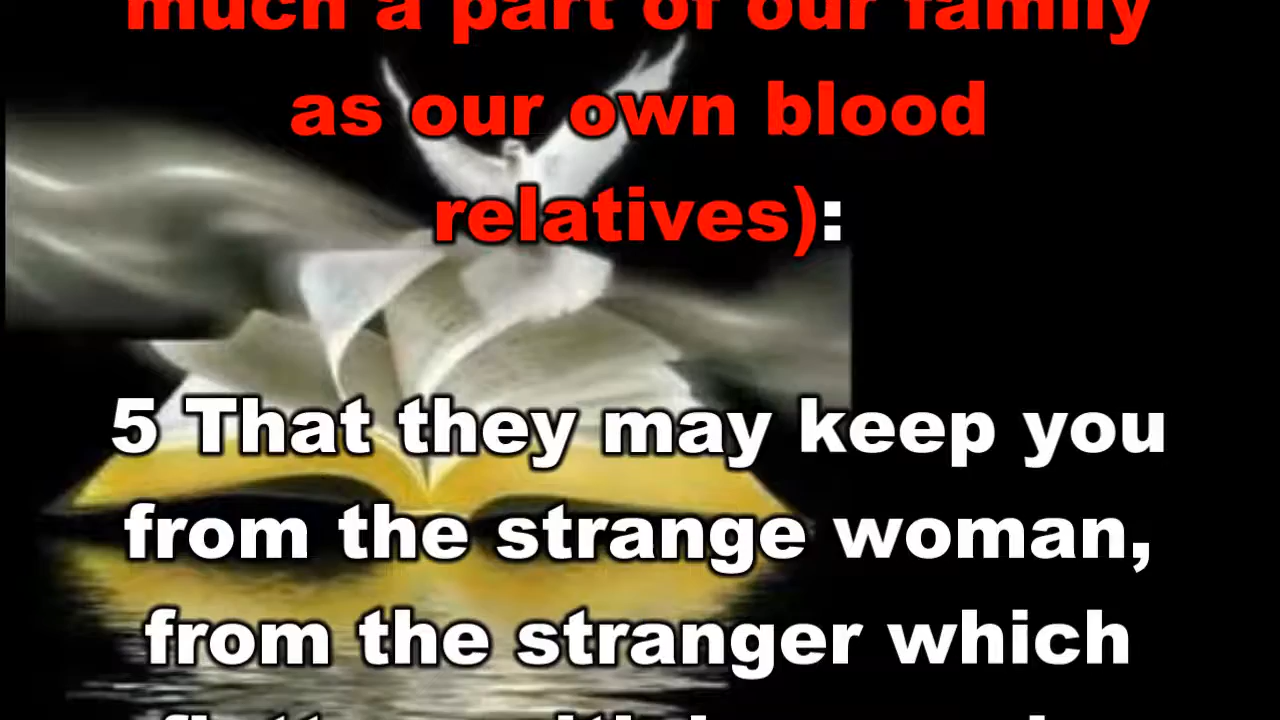 much a part of our family
as our own blood
relatives):
5 That they may keep you
from the strange woman,
from the stranger which